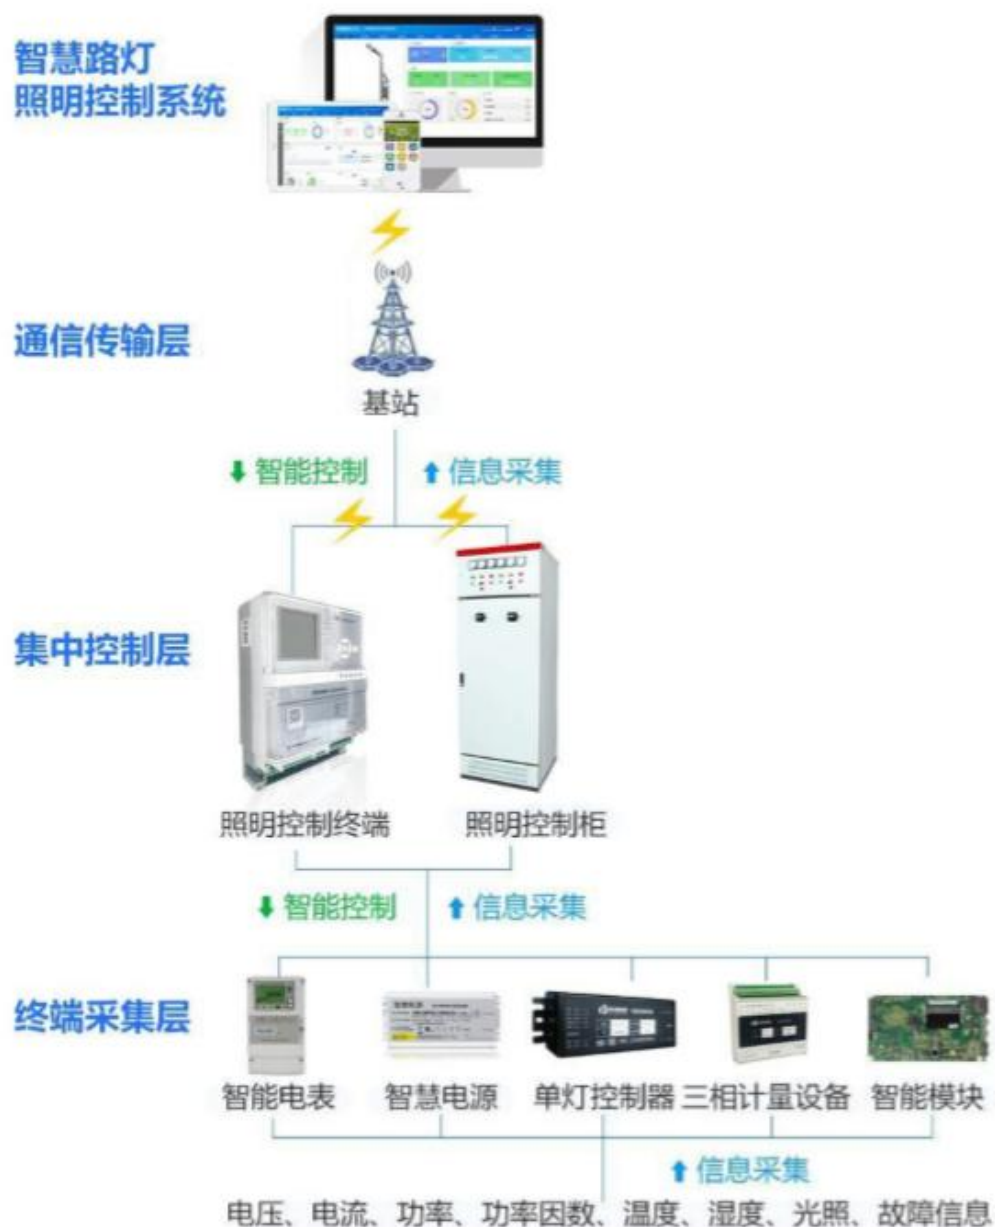 智慧路灯
照明控制系统
通信传输层
基站
智能控制
信息采集
集中控制层
照明控制终端
照明控制柜
智能控制
信息采集
终端采集层
智能电表
智慧电源
单灯控制器
三相计量设备
智能模块
信息采集
电压、电流、功率、功率因数、温度、湿度、光照、故障信息